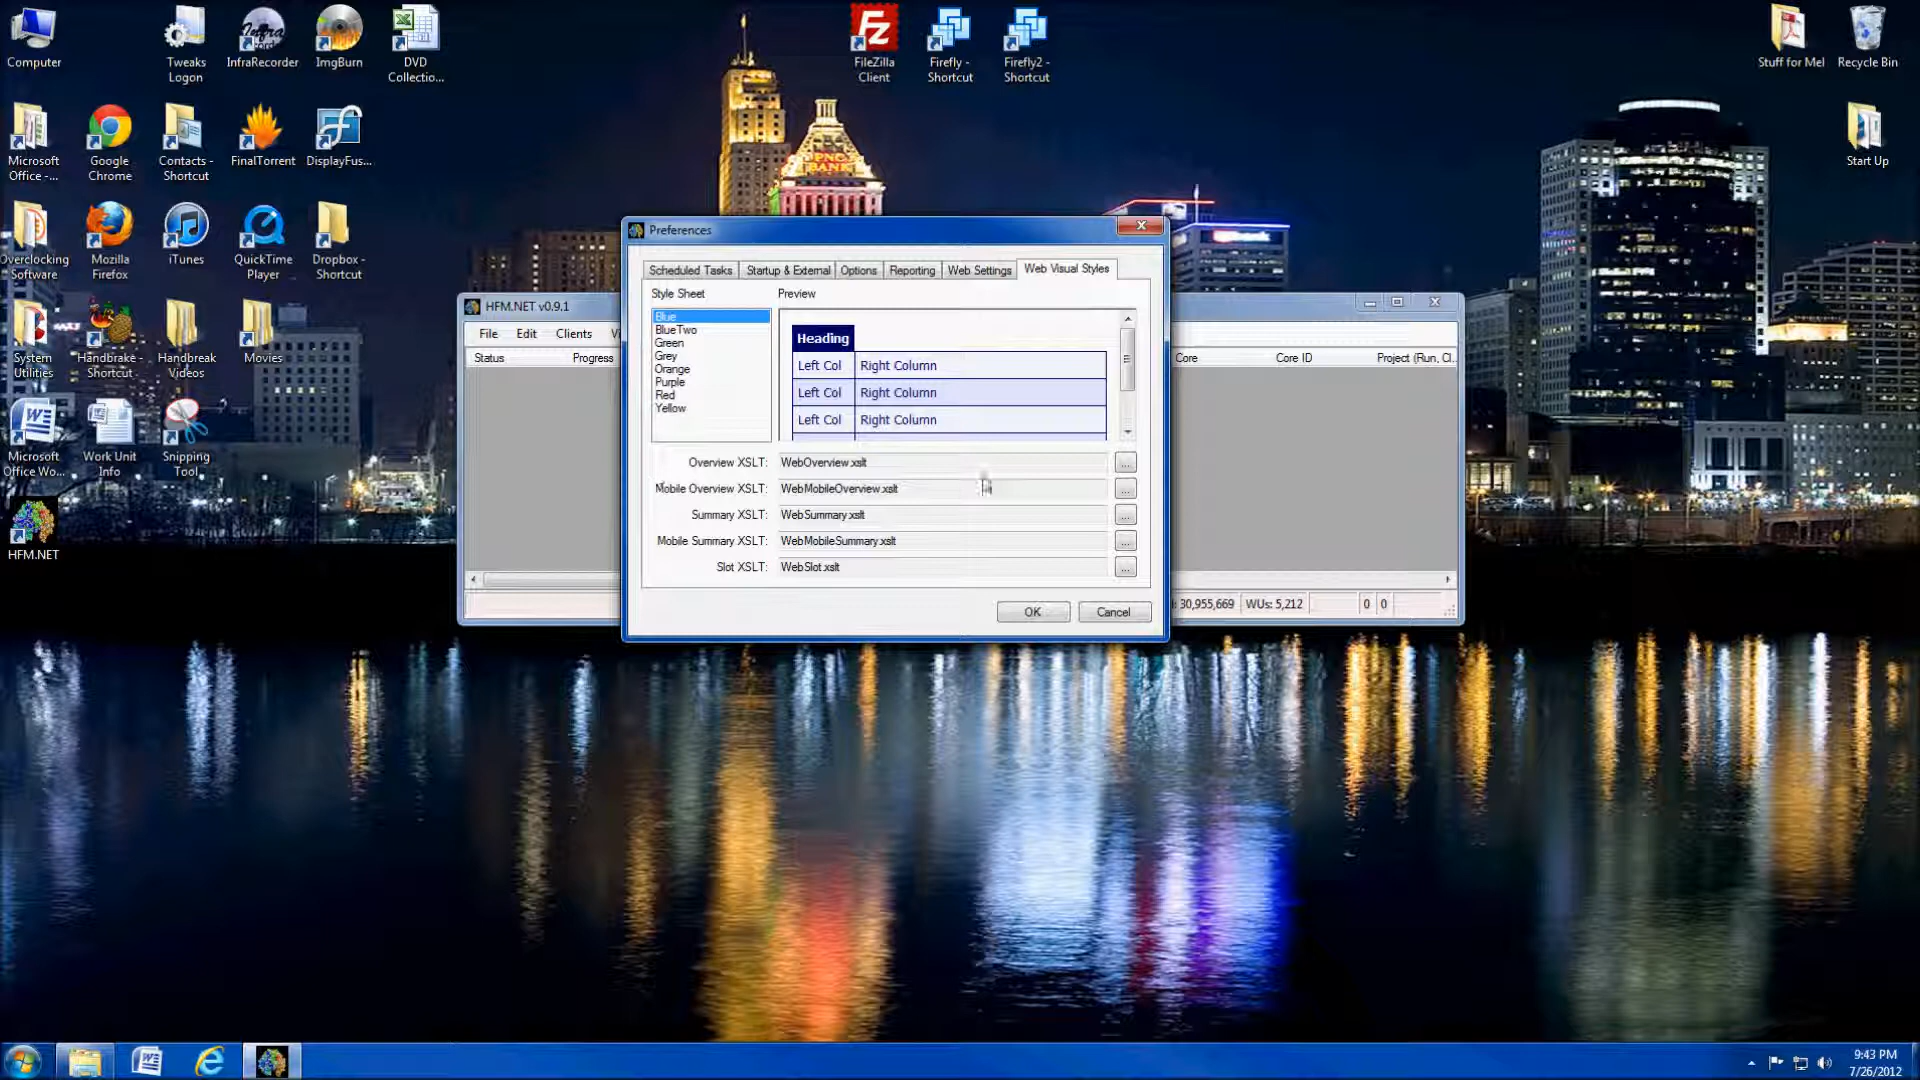 Computer
Tweaks
Logon
InfraRecorder
ImgBurn
DVD
Collectio...
FileZilla
Client
Firefly -
Shortcut
Firefly2 -
Shortcut
Stuff for Me!
Recycle Bin
Microsoft
Office -...
Google
Chrome
Contacts -
Shortcut
FinalTorrent
DisplayFus...
Start Up
Overclocking
Software
Mozilla
Firefox
iTunes
QuickTime
Player
Dropbox -
Shortcut
System
Utilities
Handbrake -
Shortcut
Handbreak
Videos
Movies
Microsoft
Office Wo...
Work Unit
Info
Snipping
Tool
HFM.NET
PNC
BANK
Preferences
Scheduled Tasks
Startup & External
Options
Reporting
Web Settings
Web Visual Styles
Style Sheet
Preview
Blue
BlueTwo
Green
Grey
Orange
Purple
Red
Yellow
Heading
Left Col Right Column
Left Col Right Column
Left Col Right Column
Overview XSLT: WebOverview.xslt ...
Mobile Overview XSLT: WebMobileOverview.xslt ...
Summary XSLT: WebSummary.xslt ...
Mobile Summary XSLT: WebMobileSummary.xslt ...
Slot XSLT: WebSlot.xslt ...
OK
Cancel
HFM.NET v0.9.1
File Edit Clients
Status Progress Core Core ID Project (Run, Cl...
30,955,669 WUs: 5,212 0 0
9:43 PM
7/26/2012